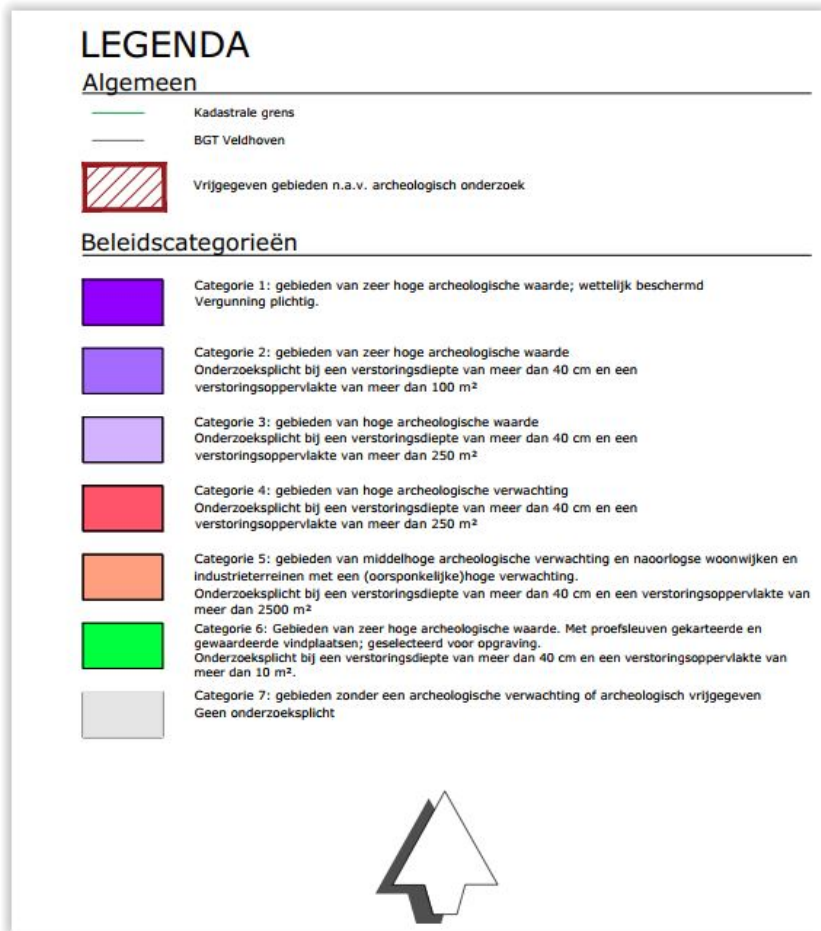 LEGENDA
Algemeen
Kadastrale grens
BGT Veldhoven
Vrijgegeven gebieden n.a.v. archeologisch onderzoek
Beleidscategorieën
Categorie 1: gebieden van zeer hoge archeologische waarde; wettelijk beschermd
Vergunning plichtig.
Categorie 2: gebieden van zeer hoge archeologische waarde
Onderzoeksplicht bij een verstoringsdiepte van meer dan 40 cm en een
verstoringsoppervlakte van meer dan 100 m²
Categorie 3: gebieden van hoge archeologische waarde
Onderzoeksplicht bij een verstoringsdiepte van meer dan 40 cm en een
verstoringsoppervlakte van meer dan 250 m²
Categorie 4: gebieden van hoge archeologische verwachting
Onderzoeksplicht bij een verstoringsdiepte van meer dan 40 cm en een
verstoringsoppervlakte van meer dan 250 m²
Categorie 5: gebieden van middelhoge archeologische verwachting en naoorlogse woonwijken en
industrieterreinen met een (oorsponkelijke)hoge verwachting.
Onderzoeksplicht bij een verstoringsdiepte van meer dan 40 cm en een verstoringsoppervlakte van
meer dan 2500 m²
Categorie 6: Gebieden van zeer hoge archeologische waarde. Met proefsleuven gekarteerde en
gewaardeerde vindplaatsen; geselecteerd voor opgraving.
Onderzoeksplicht bij een verstoringsdiepte van meer dan 40 cm en een verstoringsoppervlakte van
meer dan 10 m².
Categorie 7: gebieden zonder een archeologische verwachting of archeologisch vrijgegeven
Geen onderzoeksplicht